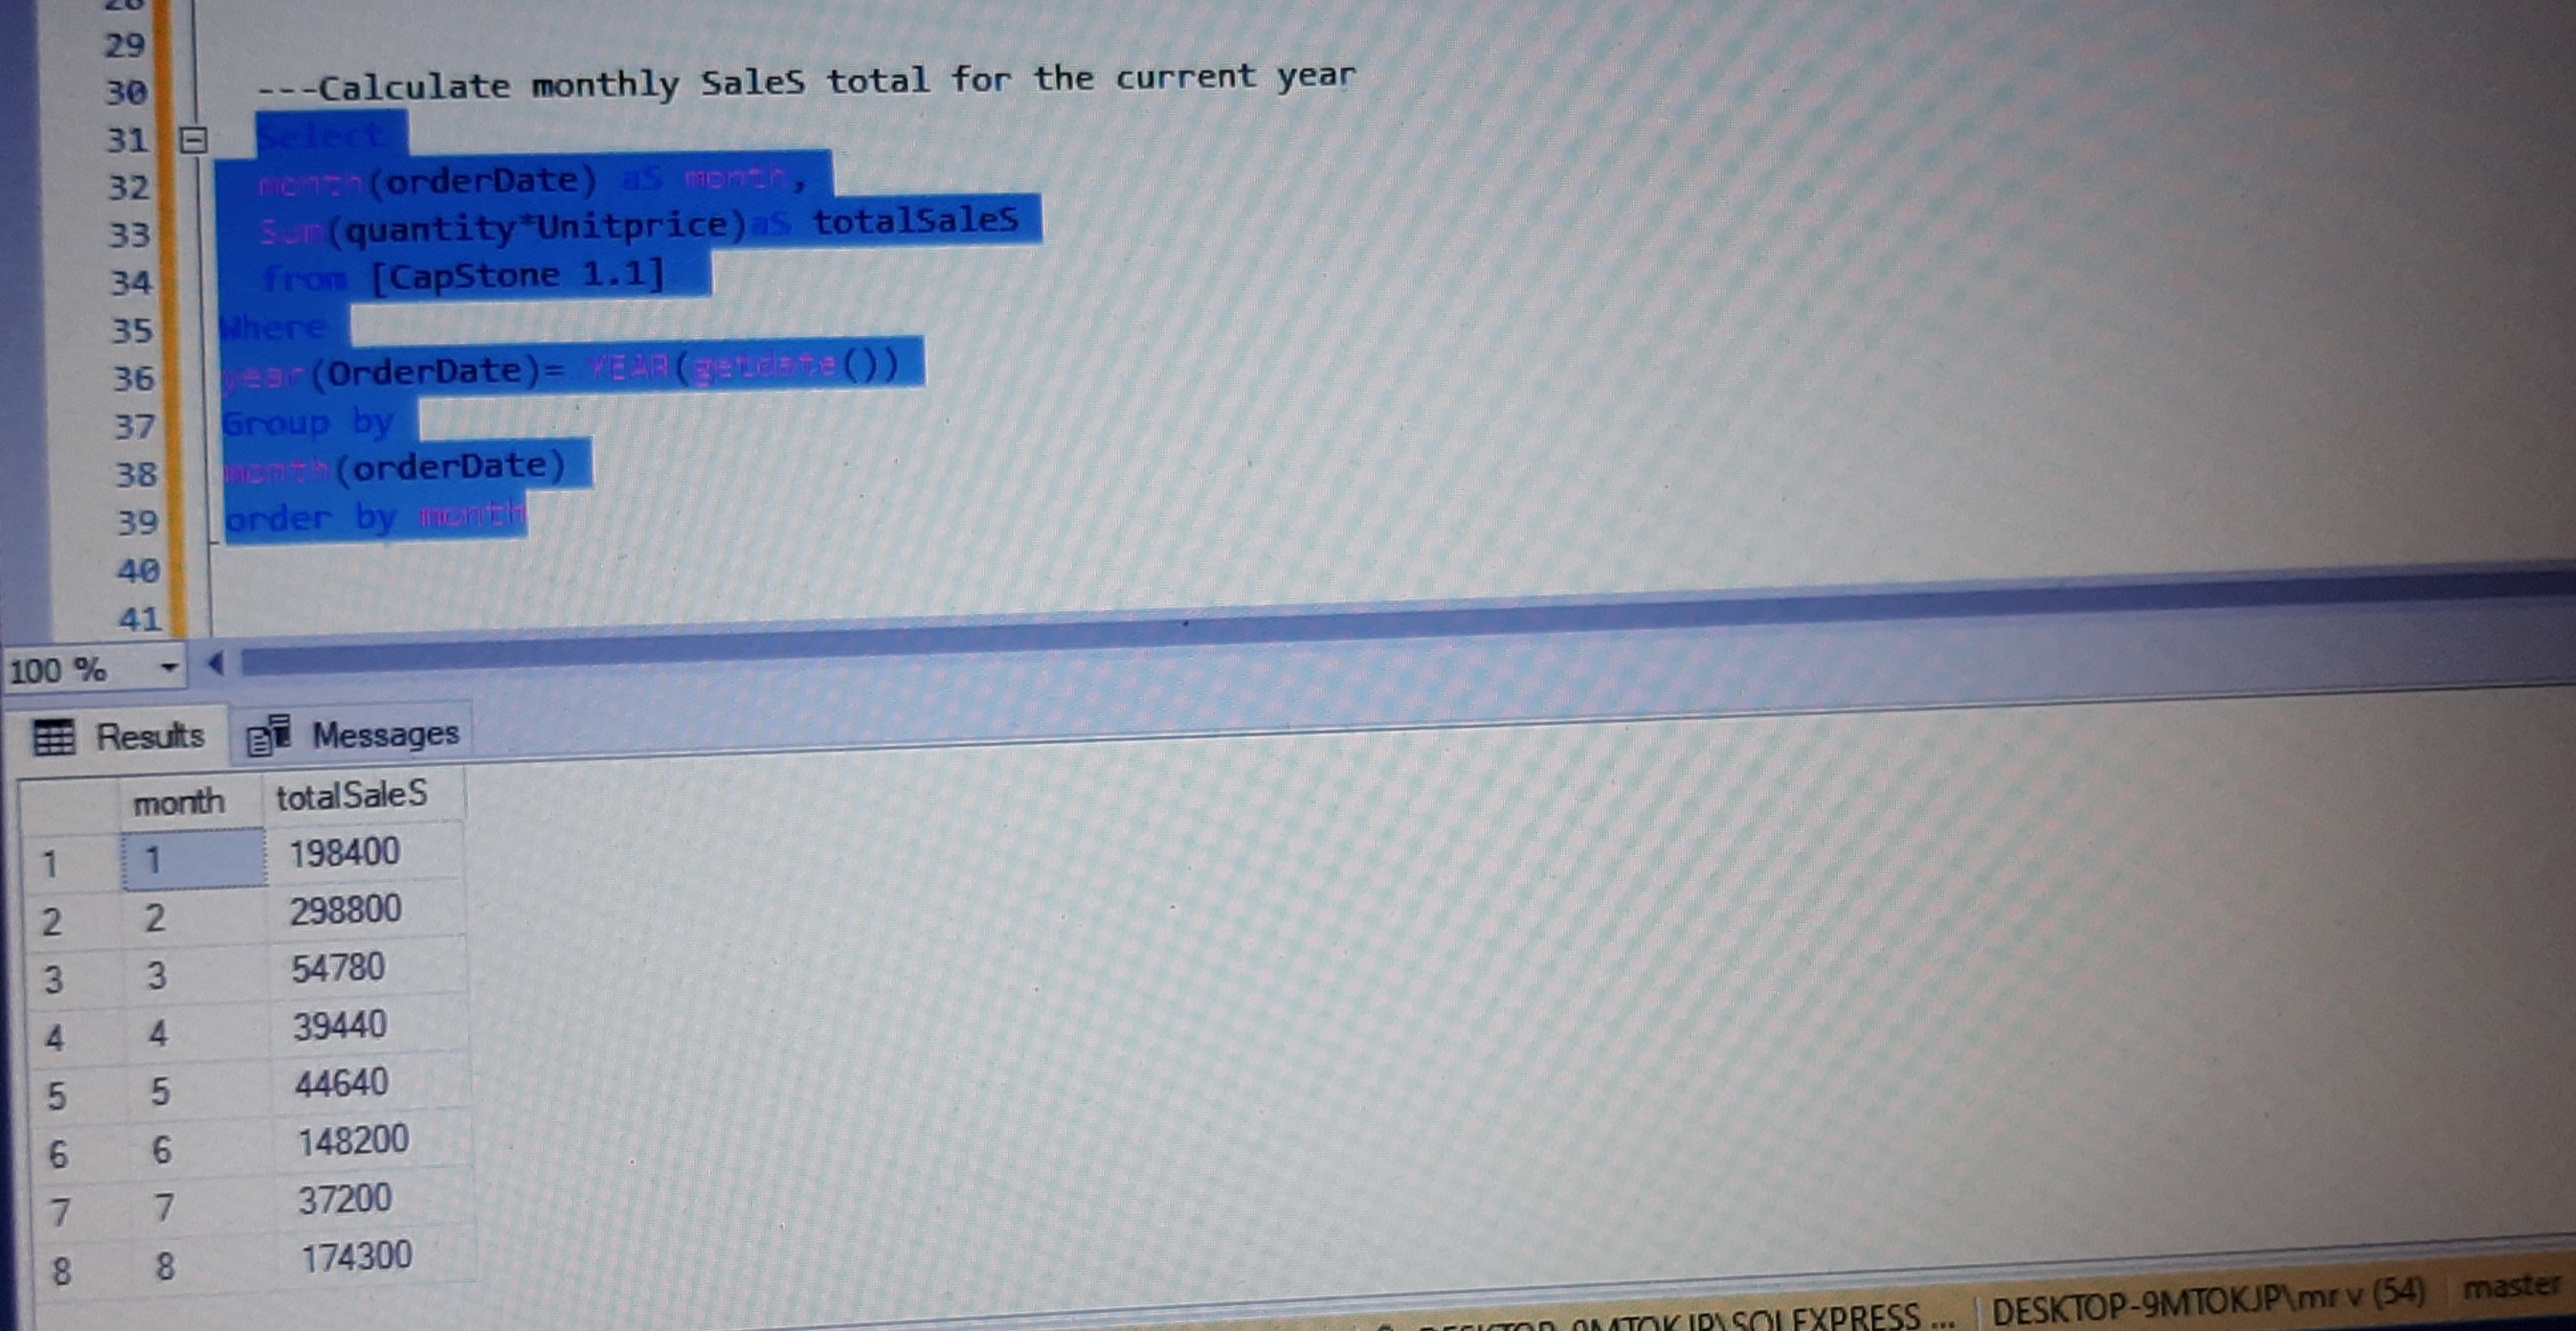 29
30 ---Calculate monthly SaleS total for the current year
31 Select
32 month(orderDate) aS month,
33 Sum(quantity*Unitprice)aS totalSaleS
34 from [CapStone 1.1]
35 Where
36 year(OrderDate)= YEAR(getdate())
37 Group by
38 month(orderDate)
39 order by month
40
41
100 %
Results Messages
month totalSaleS
1 1 198400
2 2 298800
3 3 54780
4 4 39440
5 5 44640
6 6 148200
7 7 37200
8 8 174300
DESKTOP-9MTOKJP\SQLEXPRESS ... DESKTOP-9MTOKJP\mr v (54) master